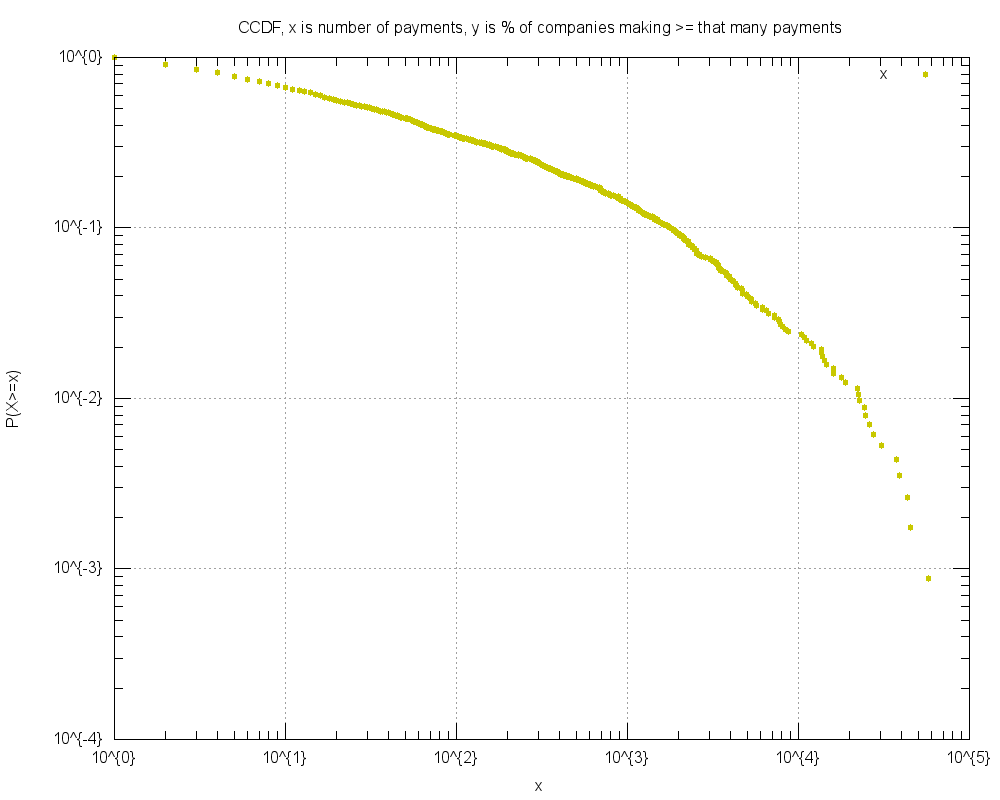 CCDF, x is number of payments, y is % of companies making >= that many payments
10^{0}
x
10^{-1}
P(X>=x)
10^{-2}
10^{-3}
10^{-4}
10^{0} 10^{1} 10^{2} 10^{3} 10^{4} 10^{5}
x